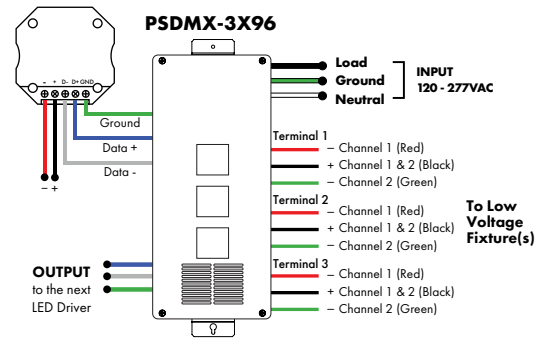 PSDMX-3X96
- + D- D+ GND
Ground
Data +
Data -
– +
OUTPUT
to the next
LED Driver
Load
Ground
Neutral
INPUT
120 - 277VAC
Terminal 1
– Channel 1 (Red)
+ Channel 1 & 2 (Black)
– Channel 2 (Green)
Terminal 2
– Channel 1 (Red)
+ Channel 1 & 2 (Black)
– Channel 2 (Green)
Terminal 3
– Channel 1 (Red)
+ Channel 1 & 2 (Black)
– Channel 2 (Green)
To Low
Voltage
Fixture(s)